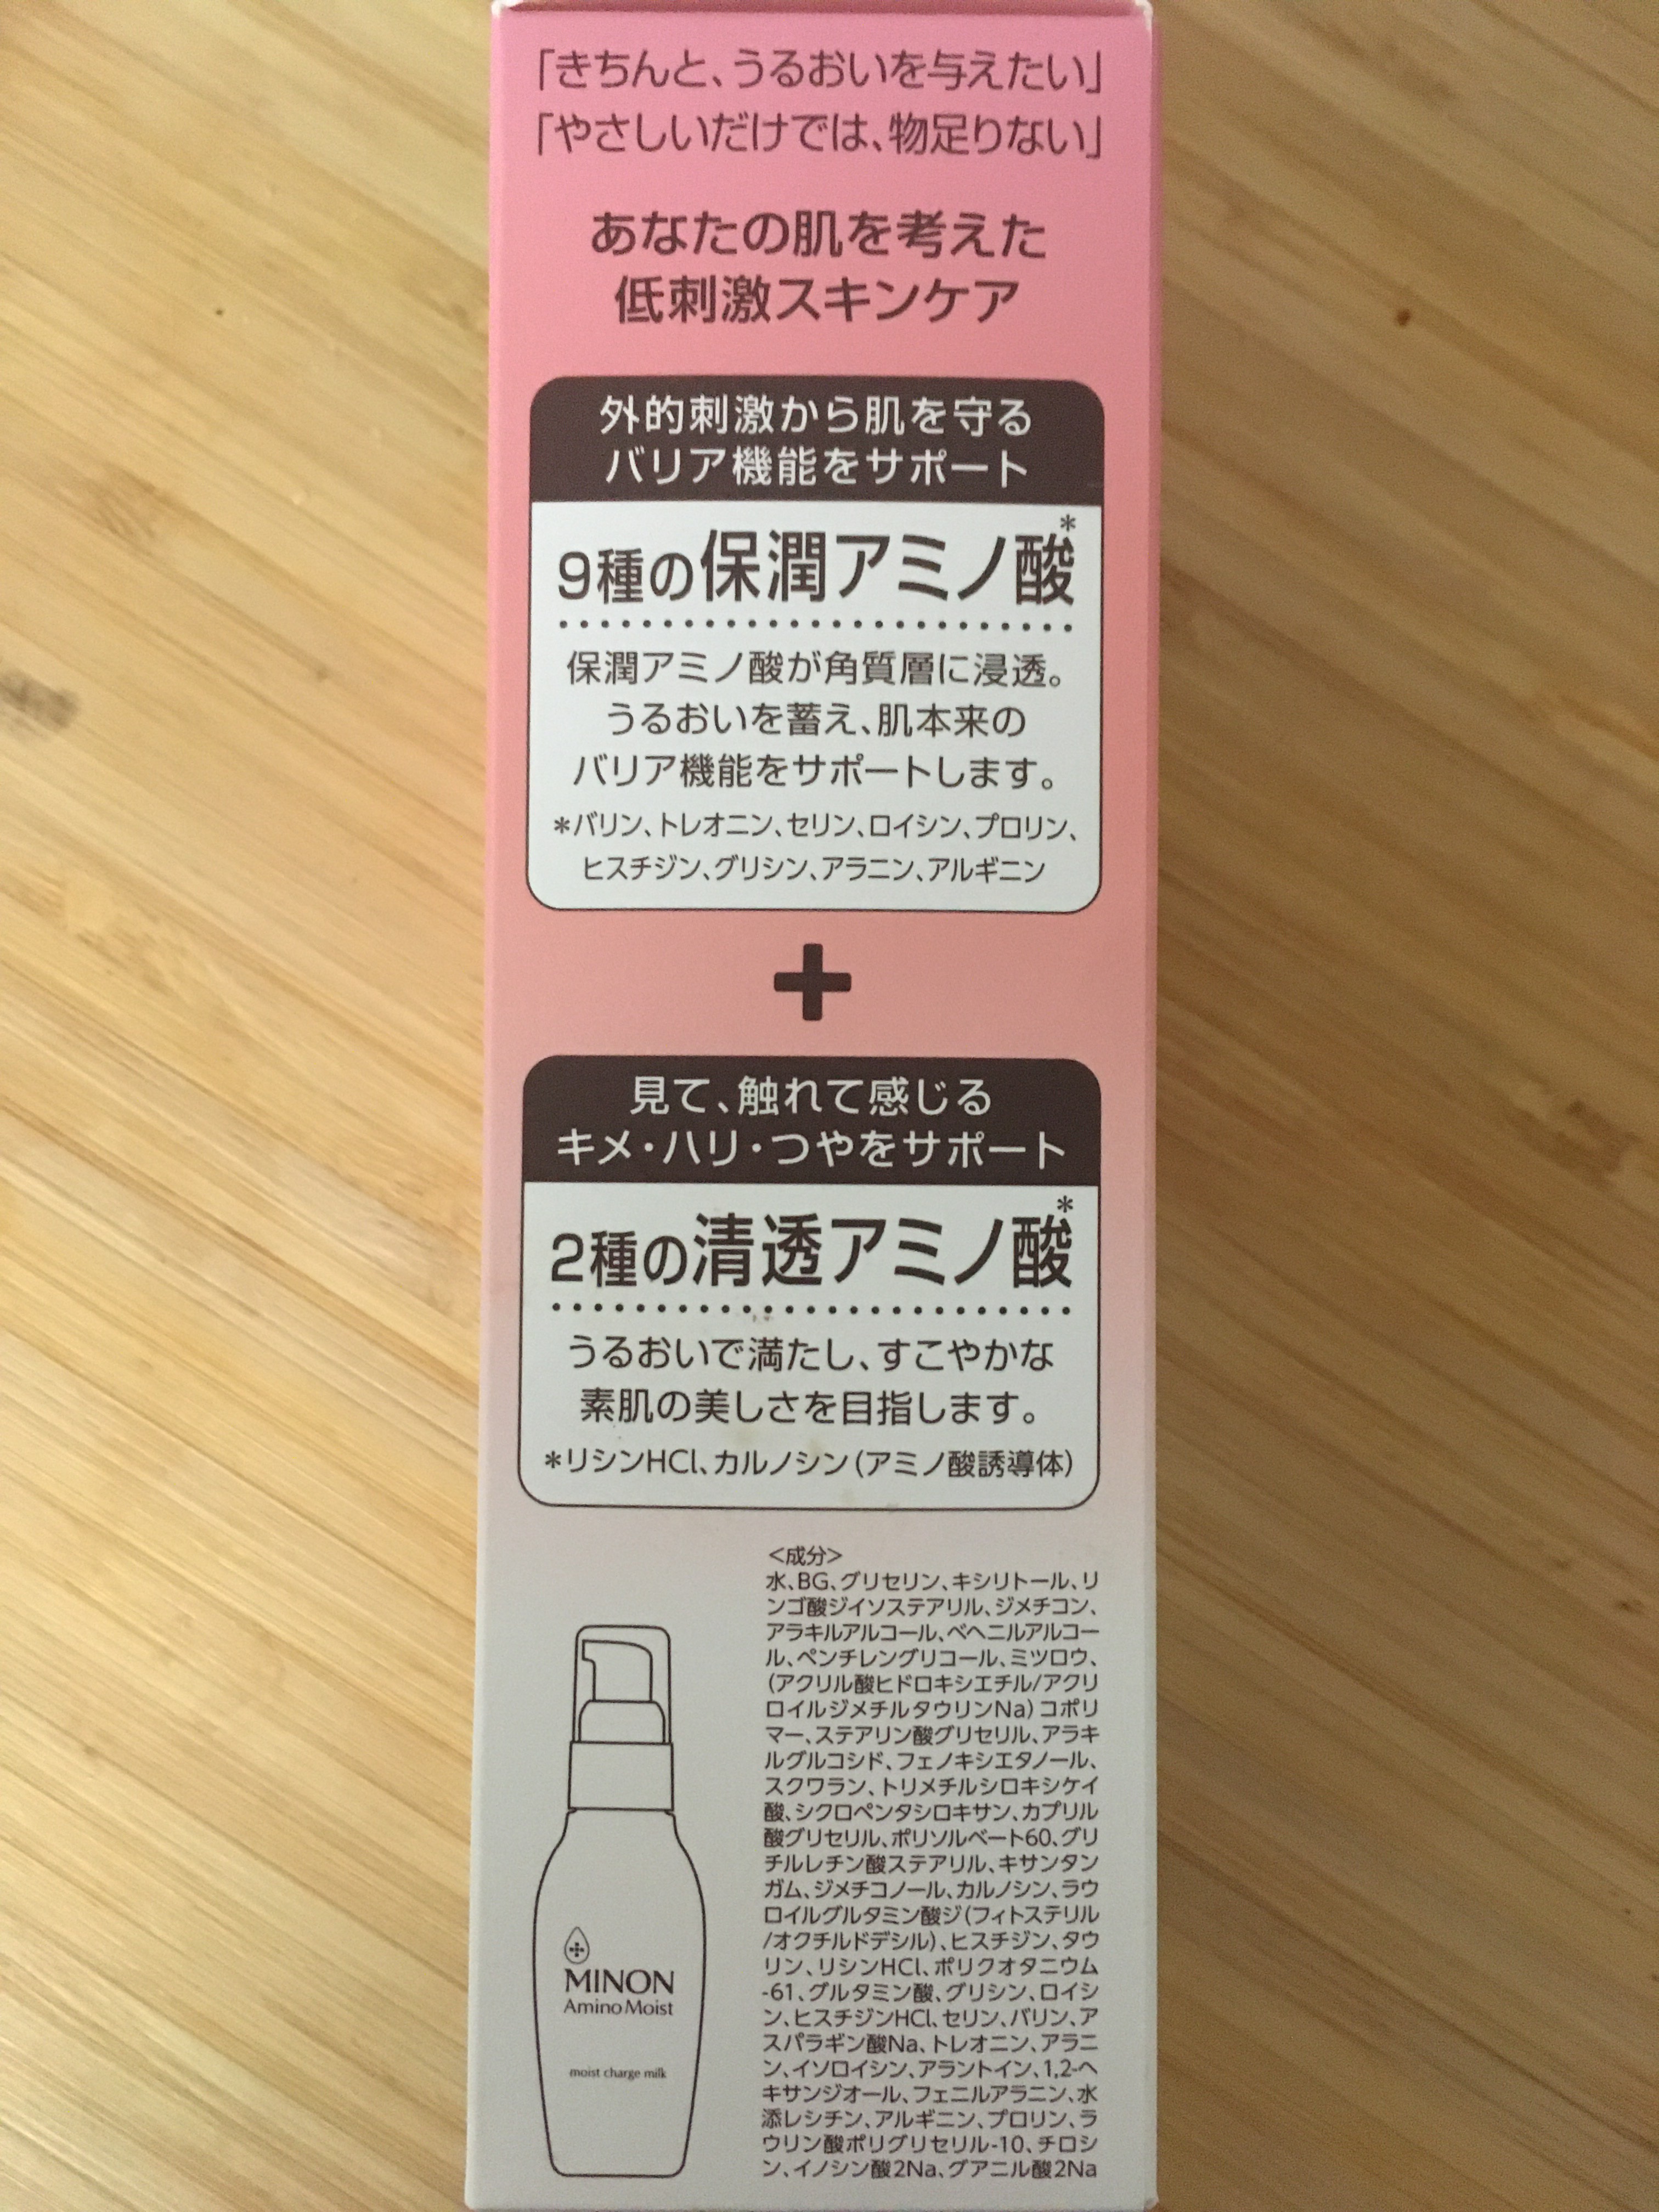 「きちんと、うるおいを与えたい」
「やさしいだけでは、物足りない」
あなたの肌を考えた
低刺激スキンケア
外的刺激から肌を守る
バリア機能をサポート
9種の保潤アミノ酸*
保潤アミノ酸が角質層に浸透。
うるおいを蓄え、肌本来の
バリア機能をサポートします。
*バリン、トレオニン、セリン、ロイシン、プロリン、
ヒスチジン、グリシン、アラニン、アルギニン
+
見て、触れて感じる
キメ・ハリ・つやをサポート
2種の清透アミノ酸*
うるおいで満たし、すこやかな
素肌の美しさを目指します。
*リシンHCl、カルノシン(アミノ酸誘導体)
<成分>
水、BG、グリセリン、キシリトール、リ
ンゴ酸ジイソステアリル、ジメチコン、
アラキルアルコール、ベヘニルアルコー
ル、ペンチレングリコール、ミツロウ、
(アクリル酸ヒドロキシエチル/アクリ
ロイルジメチルタウリンNa)コポリ
マー、ステアリン酸グリセリル、アラキ
ルグルコシド、フェノキシエタノール、
スクワラン、トリメチルシロキシケイ
酸、シクロペンタシロキサン、カプリル
酸グリセリル、ポリソルベート60、グリ
チルレチン酸ステアリル、キサンタン
ガム、ジメチコノール、カルノシン、ラウ
ロイルグルタミン酸ジ(フィトステリル
/オクチルドデシル)、ヒスチジン、タウ
リン、リシンHCl、ポリクオタニウム
-61、グルタミン酸、グリシン、ロイシ
ン、ヒスチジンHCl、セリン、バリン、ア
スパラギン酸Na、トレオニン、アラニ
ン、イソロイシン、アラントイン、1,2-ヘ
キサンジオール、フェニルアラニン、水
添レシチン、アルギニン、プロリン、ラ
ウリン酸ポリグリセリル-10、チロシ
ン、イノシン酸2Na、グアニル酸2Na
MINON
Amino Moist
moist charge milk